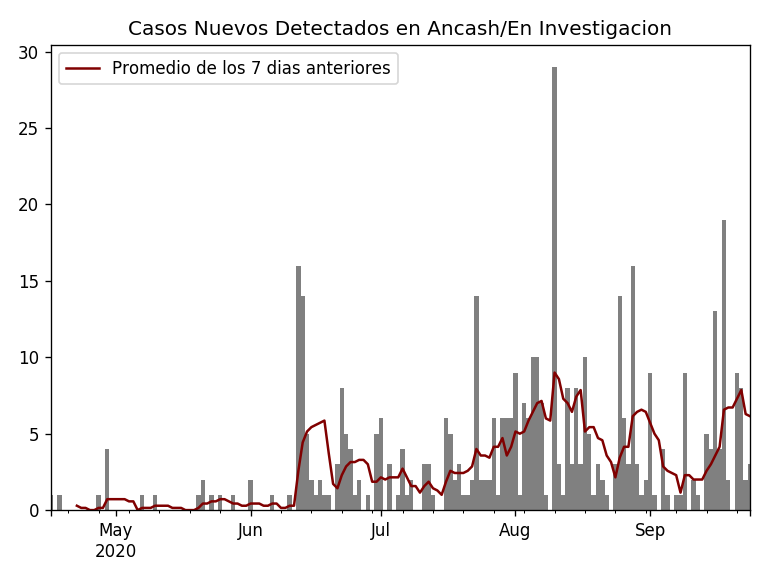 Casos Nuevos Detectados en Ancash/En Investigacion
Promedio de los 7 dias anteriores
30
25
20
15
10
5
0
May Jun Jul Aug Sep
2020